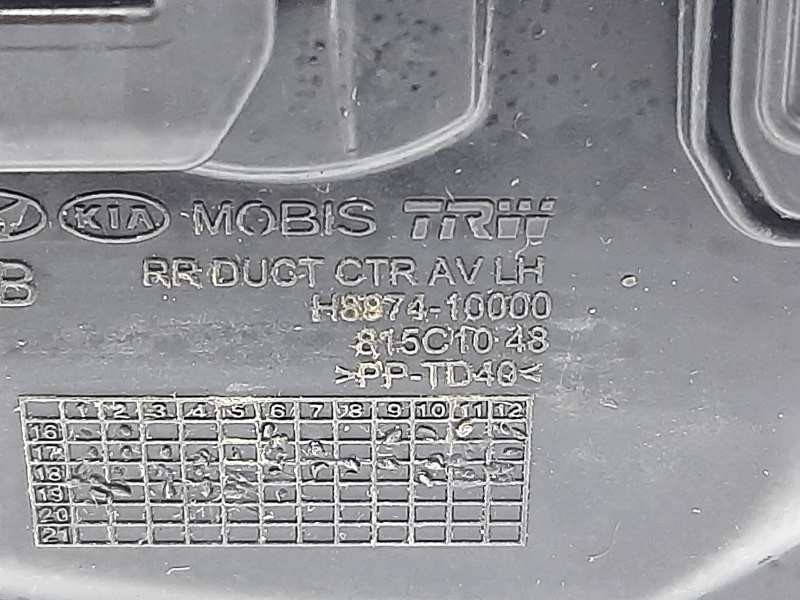 KIA MOBIS TRW
B RR DUCT CTR AV LH
H8974-10000
815C10 48
>PP-TD40<
1 2 3 4 5 6 7 8 9 10 11 12
16
17
18
19
20
21